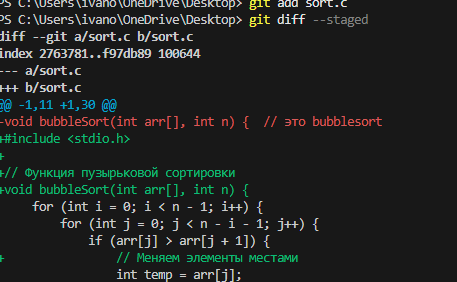 PS C:\Users\ivano\OneDrive\Desktop> git add sort.c
PS C:\Users\ivano\OneDrive\Desktop> git diff --staged
diff --git a/sort.c b/sort.c
index 2763781..f97db89 100644
--- a/sort.c
+++ b/sort.c
@@ -1,11 +1,30 @@
-void bubbleSort(int arr[], int n) {  // это bubblesort
+#include <stdio.h>
+
+// Функция пузырьковой сортировки
+void bubbleSort(int arr[], int n) {
     for (int i = 0; i < n - 1; i++) {
         for (int j = 0; j < n - i - 1; j++) {
             if (arr[j] > arr[j + 1]) {
+                // Меняем элементы местами
                 int temp = arr[j];